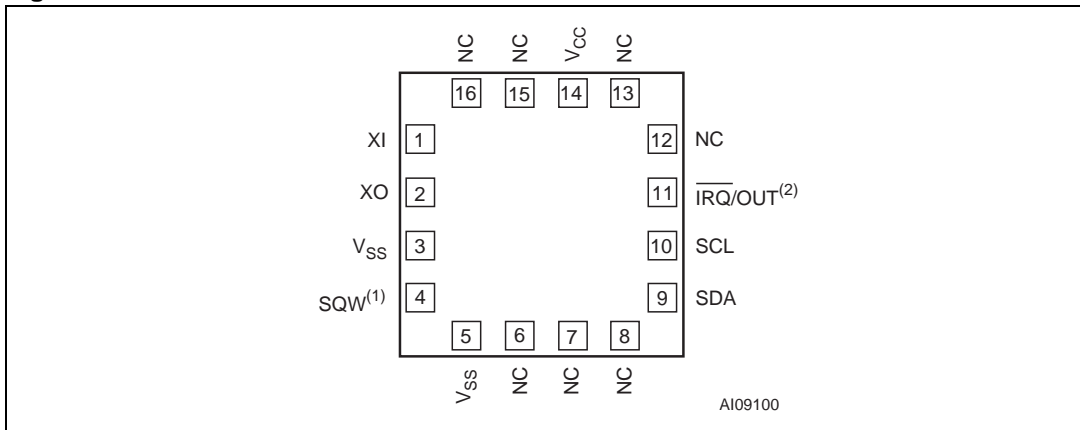 NC NC VCC NC
16 15 14 13
XI 1 12 NC
XO 2 11 IRQ/OUT(2)
VSS 3 10 SCL
SQW(1) 4 9 SDA
5 6 7 8
VSS NC NC NC
AI09100